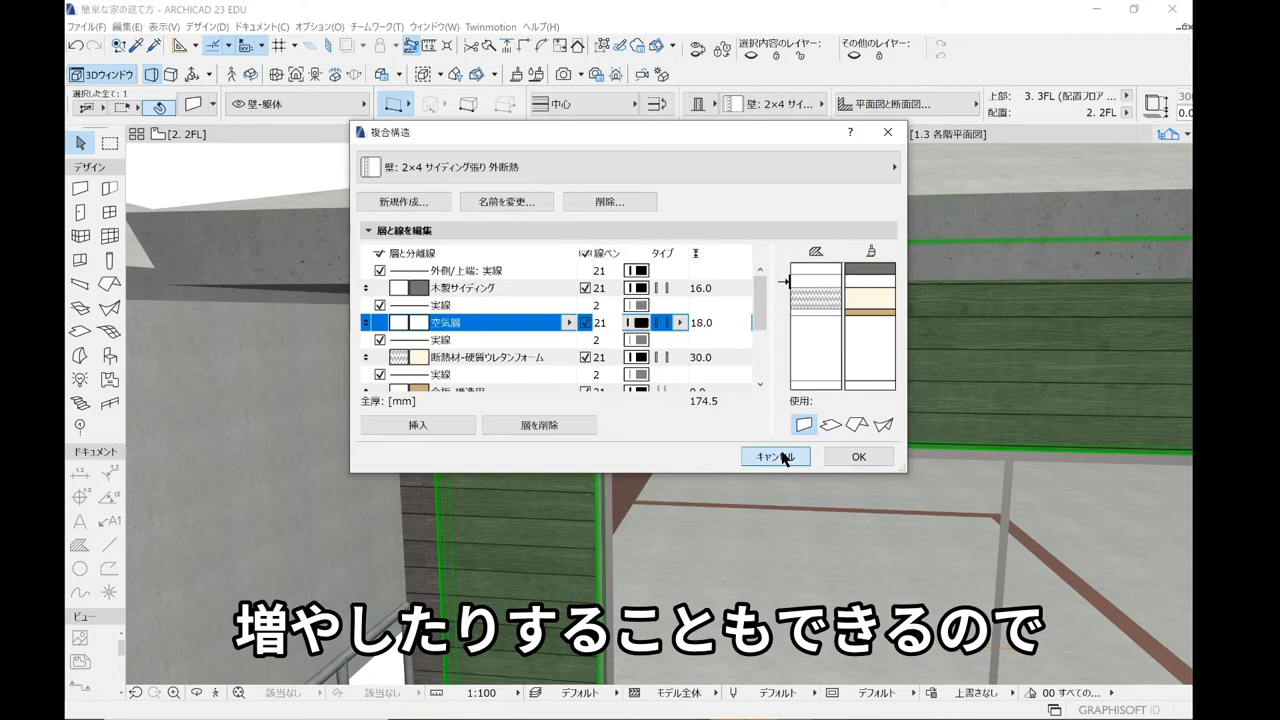 簡単な家の建て方 - ARCHICAD 23 EDU
ファイル(F) 編集(E) 表示(V) デザイン(D) ドキュメント(C) オプション(O) チームワーク(T) ウィンドウ(W) Twinmotion ヘルプ(H)
選択内容のレイヤー:
その他のレイヤー:
3Dウィンドウ
選択した全て: 1
壁-躯体
中心
壁: 2×4 サイ...
平面図と断面図...
上部: 3. 3FL (配置フロア ...
配置: 2. 2FL
[2. 2FL]
[1.3 各階平面図]
デザイン
ドキュメント
ビュー
複合構造
壁: 2×4 サイディング張り 外断熱
新規作成...
名前を変更...
削除...
層と線を編集
層と分離線 線ペン タイプ
外側/上端: 実線 21
木製サイディング 21 16.0
実線 2
空気層 21 18.0
実線 2
断熱材-硬質ウレタンフォーム 21 30.0
実線 2
全厚: [mm] 174.5
使用:
挿入
層を削除
キャンセル
OK
増やしたりすることもできるので
該当なし
該当なし
1:100
デフォルト
モデル全体
デフォルト
デフォルト
上書きなし
00 すべての...
GRAPHISOFT ID